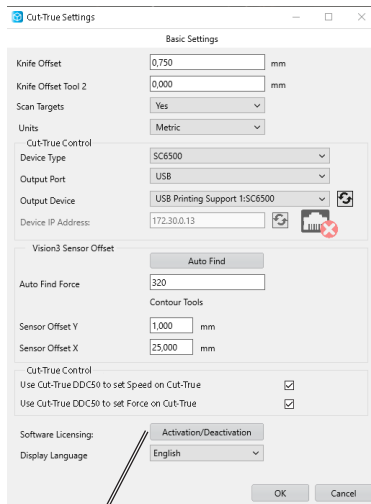 Cut-True Settings
Basic Settings
Knife Offset 0,750 mm
Knife Offset Tool 2 0,000 mm
Scan Targets Yes
Units Metric
Cut-True Control
Device Type SC6500
Output Port USB
Output Device USB Printing Support 1:SC6500
Device IP Address: 172.30.0.13
Vision3 Sensor Offset
Auto Find
Auto Find Force 320
Contour Tools
Sensor Offset Y 1,000 mm
Sensor Offset X 25,000 mm
Cut-True Control
Use Cut-True DDC50 to set Speed on Cut-True
Use Cut-True DDC50 to set Force on Cut-True
Software Licensing: Activation/Deactivation
Display Language English
OK Cancel